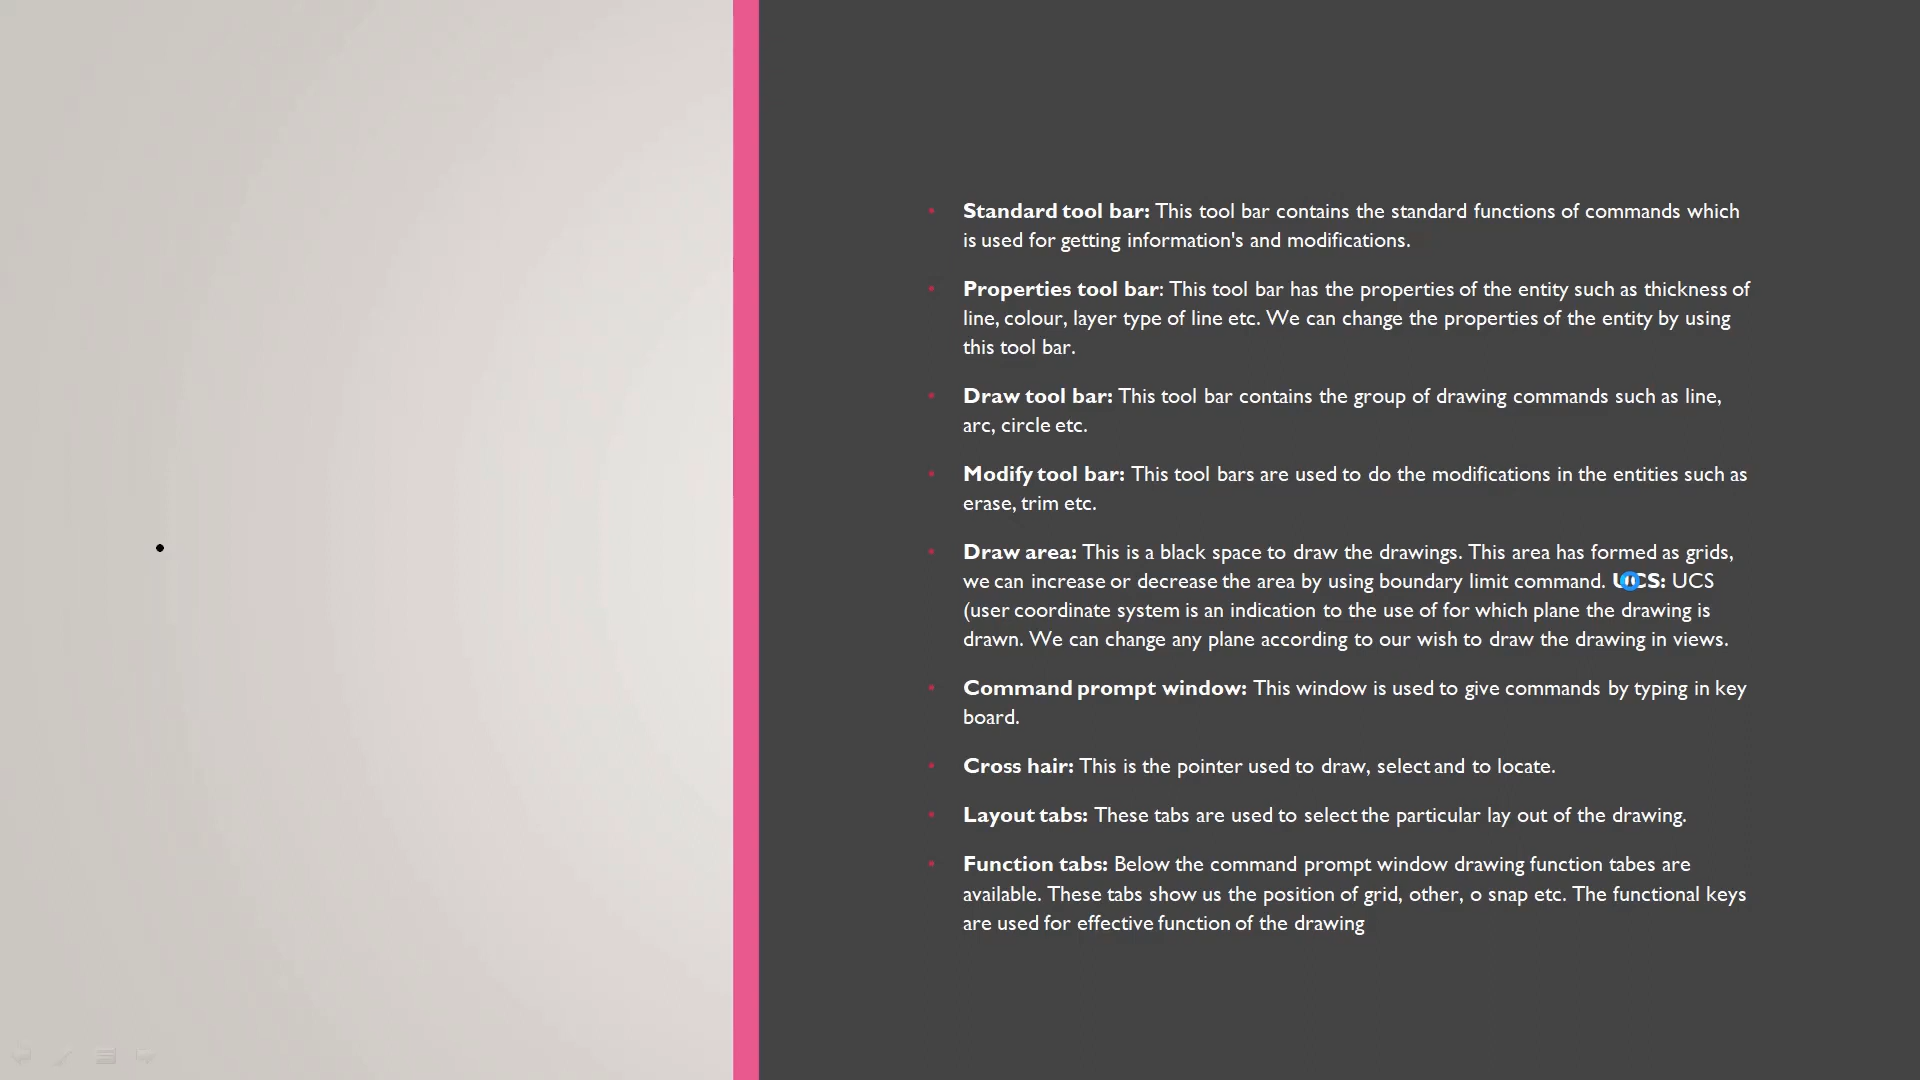 • Standard tool bar: This tool bar contains the standard functions of commands which
is used for getting information's and modifications.
• Properties tool bar: This tool bar has the properties of the entity such as thickness of
line, colour, layer type of line etc. We can change the properties of the entity by using
this tool bar.
• Draw tool bar: This tool bar contains the group of drawing commands such as line,
arc, circle etc.
• Modify tool bar: This tool bars are used to do the modifications in the entities such as
erase, trim etc.
• Draw area: This is a black space to draw the drawings. This area has formed as grids,
we can increase or decrease the area by using boundary limit command. UCS: UCS
(user coordinate system is an indication to the use of for which plane the drawing is
drawn. We can change any plane according to our wish to draw the drawing in views.
• Command prompt window: This window is used to give commands by typing in key
board.
• Cross hair: This is the pointer used to draw, select and to locate.
• Layout tabs: These tabs are used to select the particular lay out of the drawing.
• Function tabs: Below the command prompt window drawing function tabes are
available. These tabs show us the position of grid, other, o snap etc. The functional keys
are used for effective function of the drawing